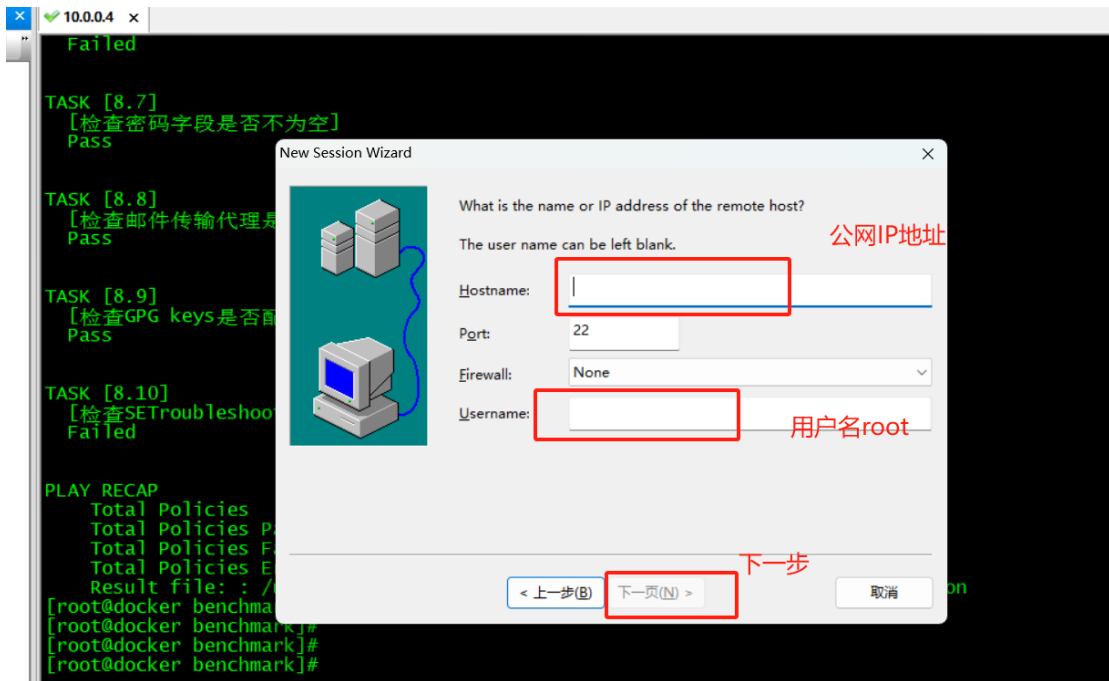 10.0.0.4 ×
Failed
TASK [8.7]
[检查密码字段是否不为空]
Pass
TASK [8.8]
[检查邮件传输代理是
Pass
TASK [8.9]
[检查GPG keys是否配
Pass
TASK [8.10]
[检查SETroubleshoo
Failed
PLAY RECAP
Total Policies
Total Policies P
Total Policies F
Total Policies E
Result file: : /
on
[root@docker benchma
[root@docker benchmark]#
[root@docker benchmark]#
[root@docker benchmark]#
New Session Wizard
What is the name or IP address of the remote host?
The user name can be left blank.
公网IP地址
Hostname:
Port: 22
Firewall: None
Username:
用户名root
下一步
< 上一步(B) 下一页(N) > 取消